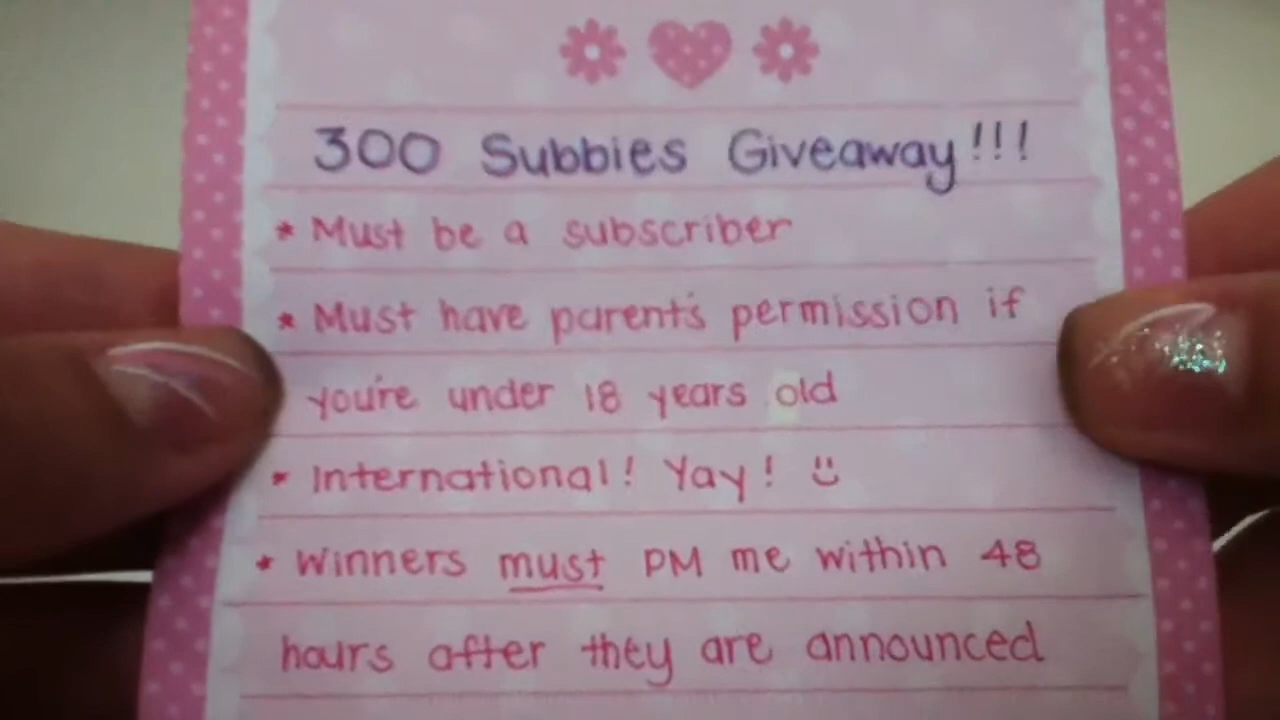 300 Subbies Giveaway!!!
* Must be a subscriber
* Must have parent's permission if
you're under 18 years old
* International! Yay! :)
* Winners must PM me within 48
hours after they are announced